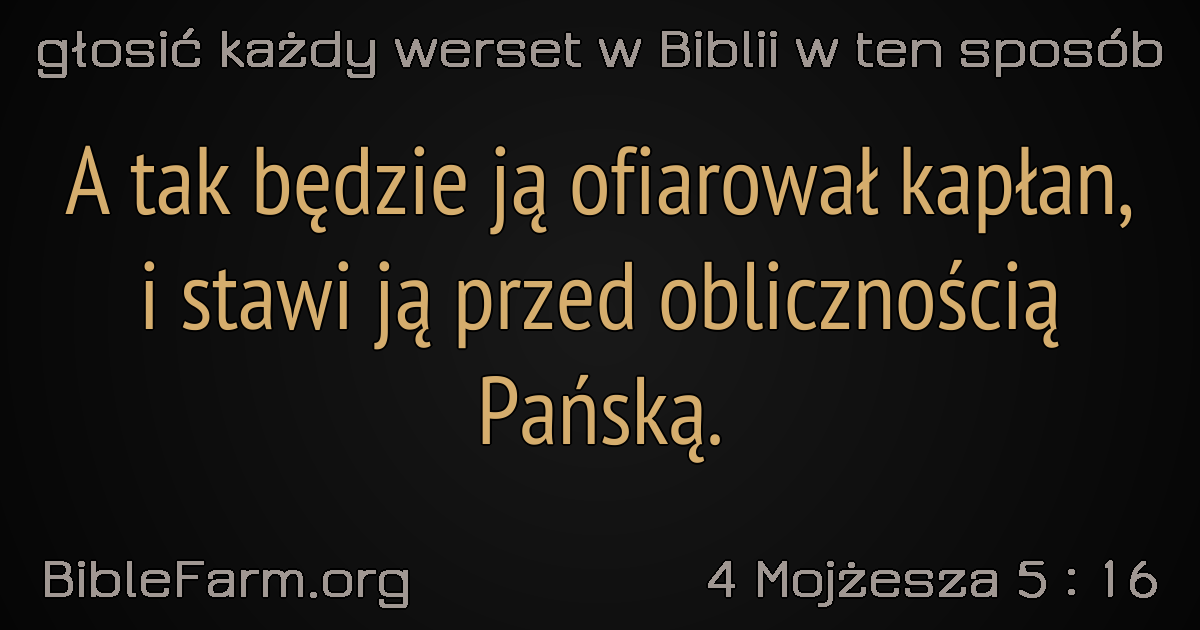 głosić każdy werset w Biblii w ten sposób
A tak będzie ją ofiarował kapłan,
i stawi ją przed oblicznością
Pańską.
BibleFarm.org
4 Mojżesza 5 : 16